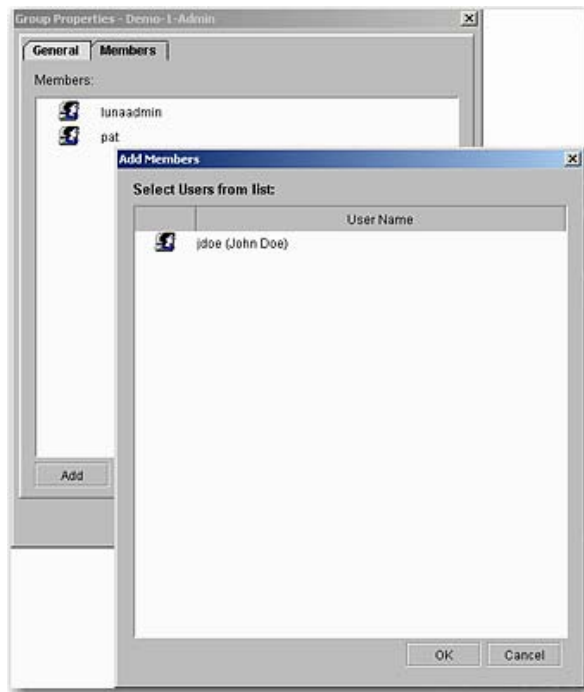 Group Properties - Demo-1-Admin
General Members
Members:
lunaadmin
pat
Add Members
Select Users from list:
User Name
jdoe (John Doe)
Add
OK Cancel